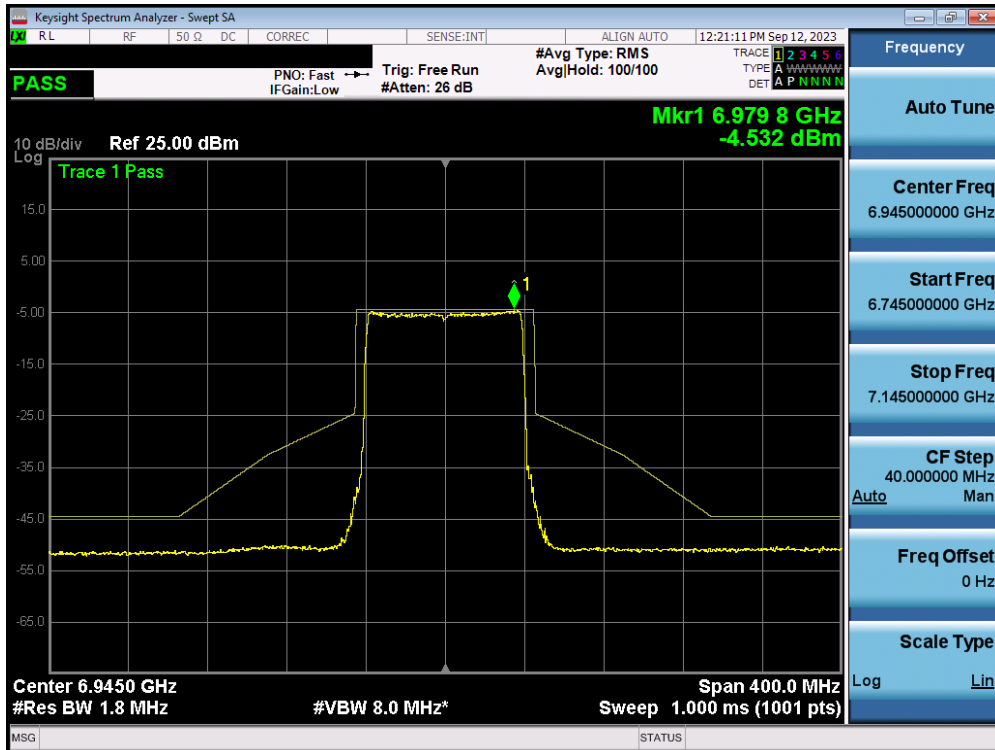 Keysight Spectrum Analyzer - Swept SA
LXI RL RF 50 Ω DC CORREC SENSE:INT ALIGN AUTO 12:21:11 PM Sep 12, 2023
PASS
PNO: Fast
IFGain:Low
Trig: Free Run
#Atten: 26 dB
#Avg Type: RMS
Avg|Hold: 100/100
TRACE 1 2 3 4 5 6
TYPE A WWWWW
DET A P N N N N
Mkr1 6.979 8 GHz
-4.532 dBm
10 dB/div Ref 25.00 dBm
Log
Trace 1 Pass
15.0
5.00
-5.00
-15.0
-25.0
-35.0
-45.0
-55.0
-65.0
1
Center 6.9450 GHz Span 400.0 MHz
#Res BW 1.8 MHz #VBW 8.0 MHz* Sweep 1.000 ms (1001 pts)
MSG STATUS
Frequency
Auto Tune
Center Freq
6.945000000 GHz
Start Freq
6.745000000 GHz
Stop Freq
7.145000000 GHz
CF Step
40.000000 MHz
Auto Man
Freq Offset
0 Hz
Scale Type
Log Lin